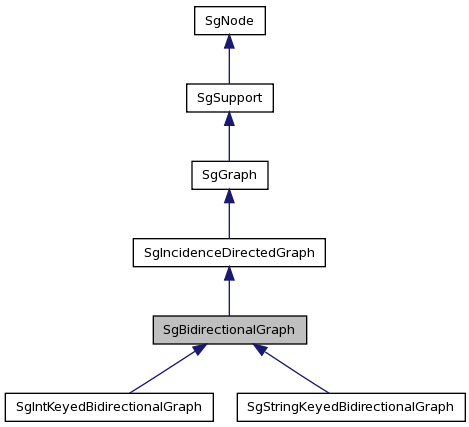 SgNode
SgSupport
SgGraph
SgIncidenceDirectedGraph
SgBidirectionalGraph
SgIntKeyedBidirectionalGraph
SgStringKeyedBidirectionalGraph